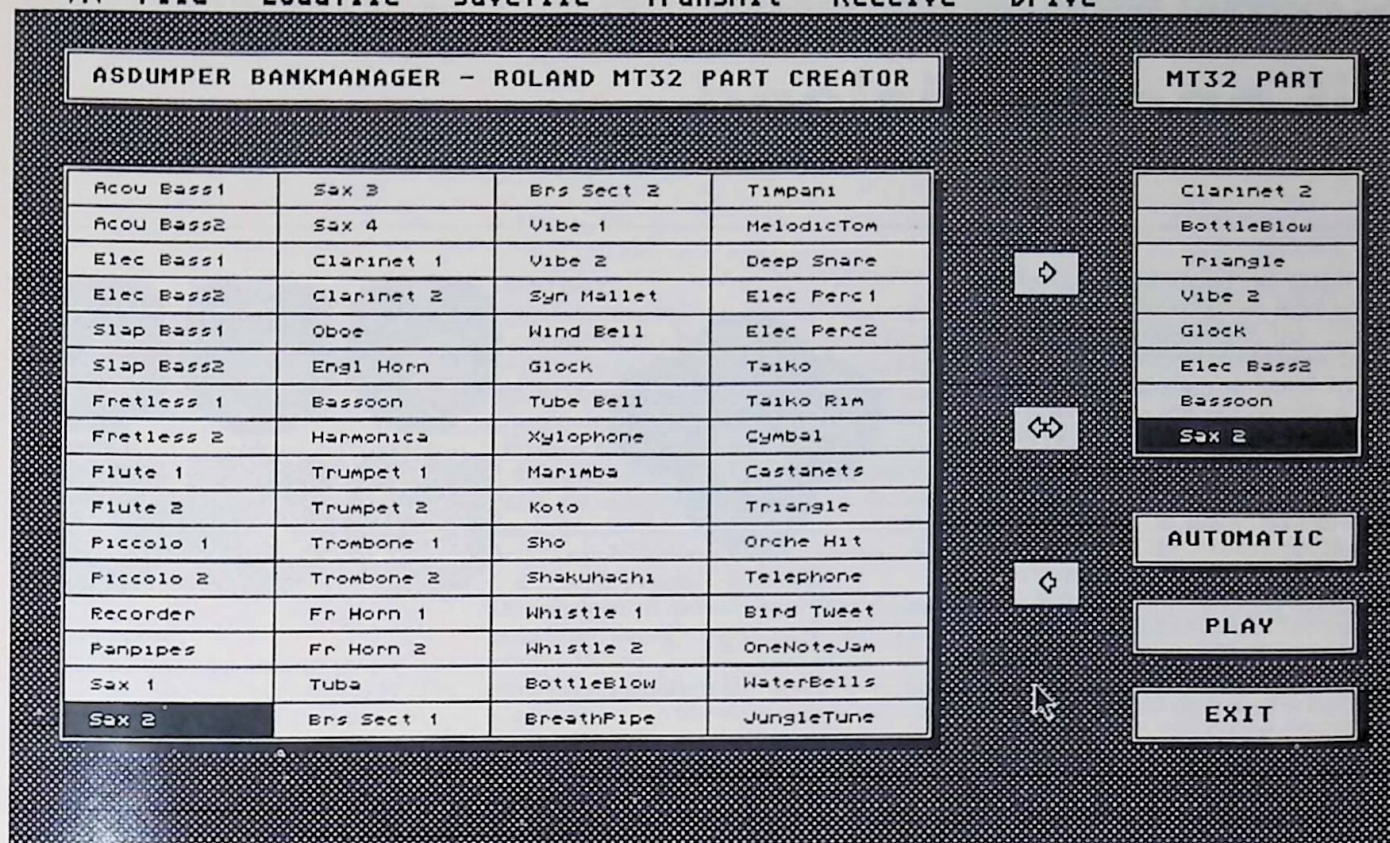 File Loadfile Savefile Transmit Receive Drive
ASDUMPER BANKMANAGER - ROLAND MT32 PART CREATOR
MT32 PART
Acou Bass1 Sax 3 Brs Sect 2 Timpani
Acou Bass2 Sax 4 Vibe 1 MelodicTom
Elec Bass1 Clarinet 1 Vibe 2 Deep Snare
Elec Bass2 Clarinet 2 Syn Mallet Elec Perc1
Slap Bass1 Oboe Wind Bell Elec Perc2
Slap Bass2 Engl Horn Glock Taiko
Fretless 1 Bassoon Tube Bell Taiko Rim
Fretless 2 Harmonica Xylophone Cymbal
Flute 1 Trumpet 1 Marimba Castanets
Flute 2 Trumpet 2 Koto Triangle
Piccolo 1 Trombone 1 Sho Orche Hit
Piccolo 2 Trombone 2 Shakuhachi Telephone
Recorder Fr Horn 1 Whistle 1 Bird Tweet
Panpipes Fr Horn 2 Whistle 2 OneNoteJam
Sax 1 Tuba BottleBlow WaterBells
Sax 2 Brs Sect 1 BreathPipe JungleTune
Clarinet 2
BottleBlow
Triangle
Vibe 2
Glock
Elec Bass2
Bassoon
Sax 2
AUTOMATIC
PLAY
EXIT